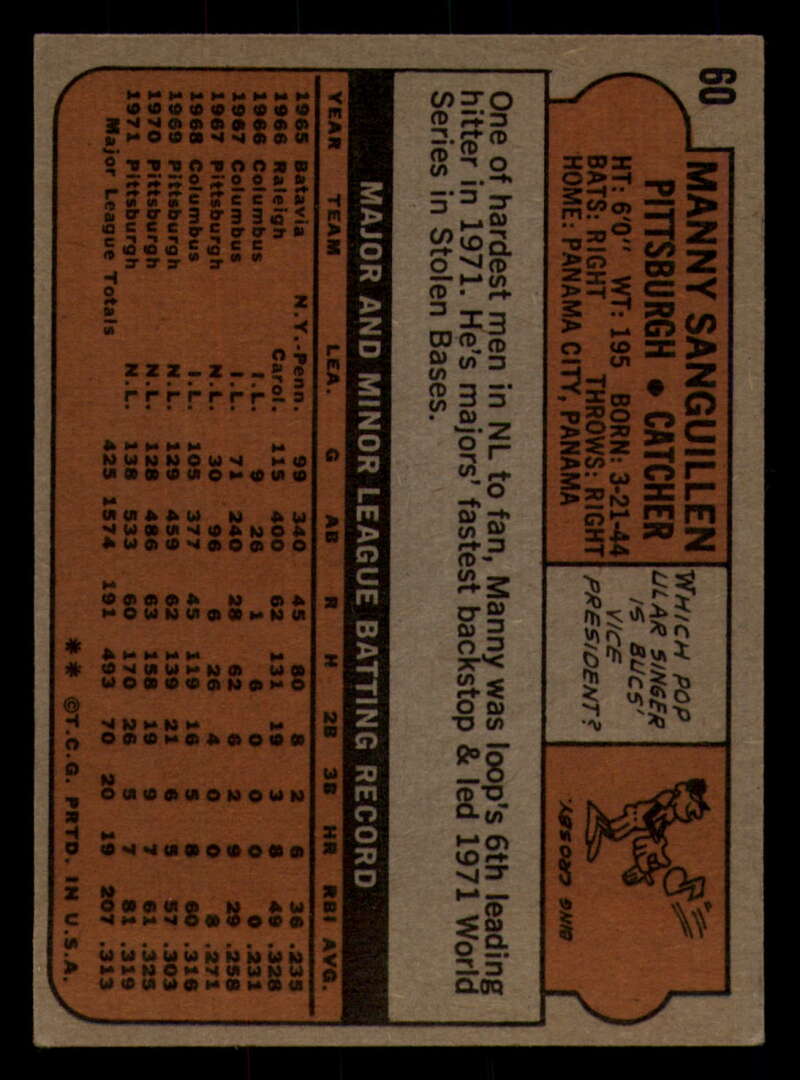 60
MANNY SANGUILLEN
PITTSBURGH • CATCHER
HT: 6'0" WT: 195 BORN: 3-21-44
BATS: RIGHT THROWS: RIGHT
HOME: PANAMA CITY, PANAMA
WHICH POP
ULAR SINGER
IS BUCS'
VICE
PRESIDENT?
BING CROSBY.
One of hardest men in NL to fan, Manny was loop's 6th leading
hitter in 1971. He's majors' fastest backstop & led 1971 World
Series in Stolen Bases.
MAJOR AND MINOR LEAGUE BATTING RECORD
YEAR TEAM LEA. G AB R H 2B 3B HR RBI AVG.
1965 Batavia N.Y.-Penn. 99 340 45 80 8 2 6 36 .235
1966 Raleigh Carol. 115 400 62 131 19 3 8 49 .328
1966 Columbus I.L. 9 26 1 6 0 0 0 0 .231
1967 Columbus I.L. 71 240 28 62 6 2 9 29 .258
1967 Pittsburgh N.L. 30 96 6 26 4 0 0 8 .271
1968 Columbus I.L. 105 377 45 119 16 5 8 60 .316
1969 Pittsburgh N.L. 129 459 62 139 21 6 5 57 .303
1970 Pittsburgh N.L. 128 486 63 158 19 9 7 61 .325
1971 Pittsburgh N.L. 138 533 60 170 26 5 7 81 .319
Major League Totals 425 1574 191 493 70 20 19 207 .313
** ©T.C.G. PRTD. IN U.S.A.